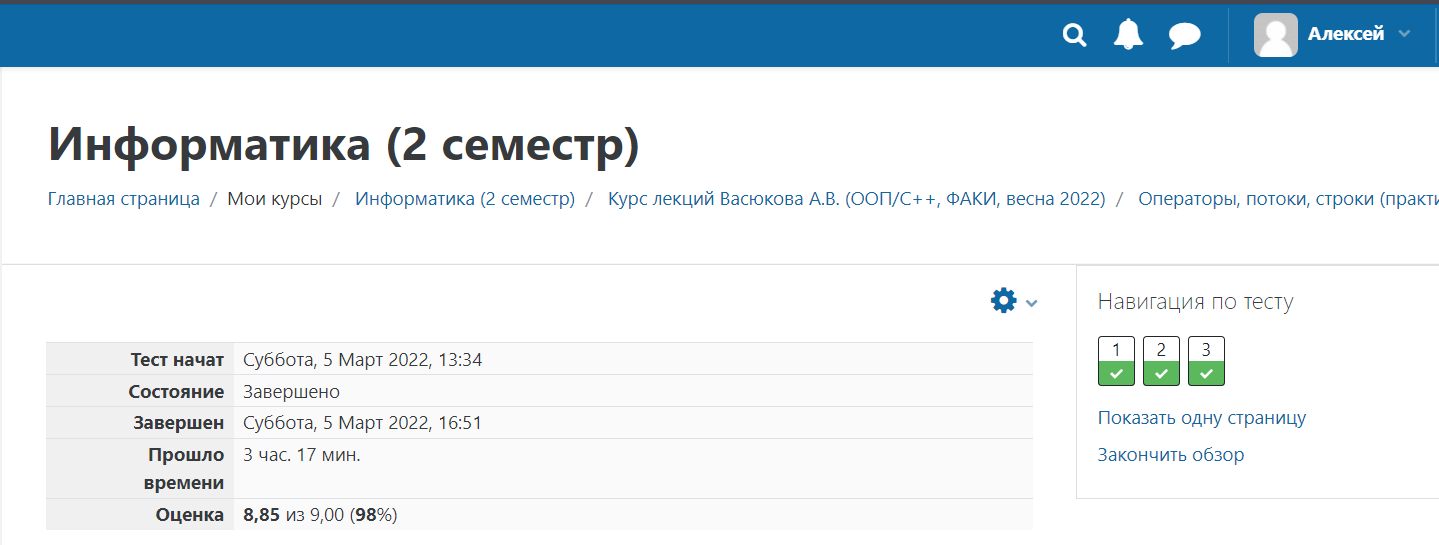 Алексей
Информатика (2 семестр)
Главная страница / Мои курсы / Информатика (2 семестр) / Курс лекций Васюкова А.В. (ООП/C++, ФАКИ, весна 2022) / Операторы, потоки, строки (практи
Навигация по тесту
1 2 3
Показать одну страницу
Закончить обзор
Тест начат Суббота, 5 Март 2022, 13:34
Состояние Завершено
Завершен Суббота, 5 Март 2022, 16:51
Прошло 3 час. 17 мин.
времени
Оценка 8,85 из 9,00 (98%)